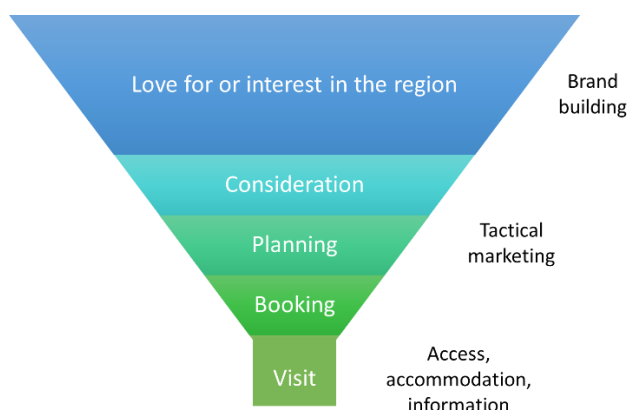 Love for or interest in the region
Brand
building
Consideration
Planning
Tactical
marketing
Booking
Visit
Access,
accommodation,
information